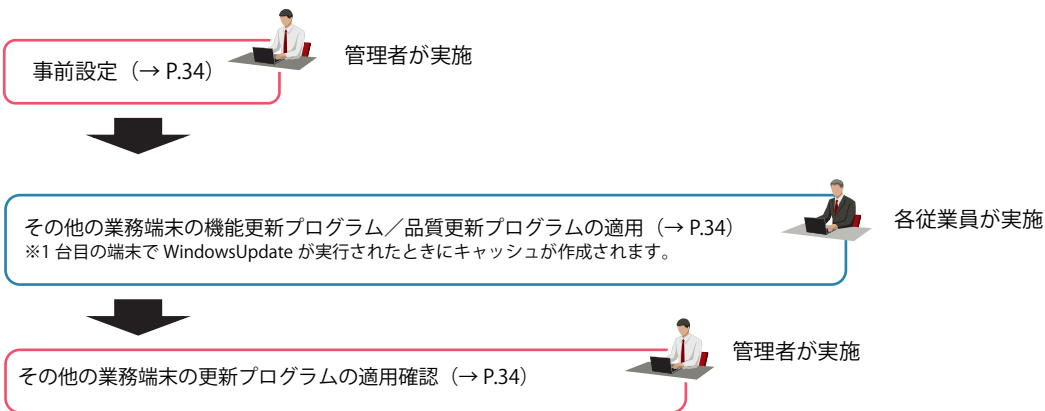 管理者が実施
事前設定（→ P.34）
その他の業務端末の機能更新プログラム／品質更新プログラムの適用（→ P.34）
各従業員が実施
※1 台目の端末で WindowsUpdate が実行されたときにキャッシュが作成されます。
管理者が実施
その他の業務端末の更新プログラムの適用確認（→ P.34）